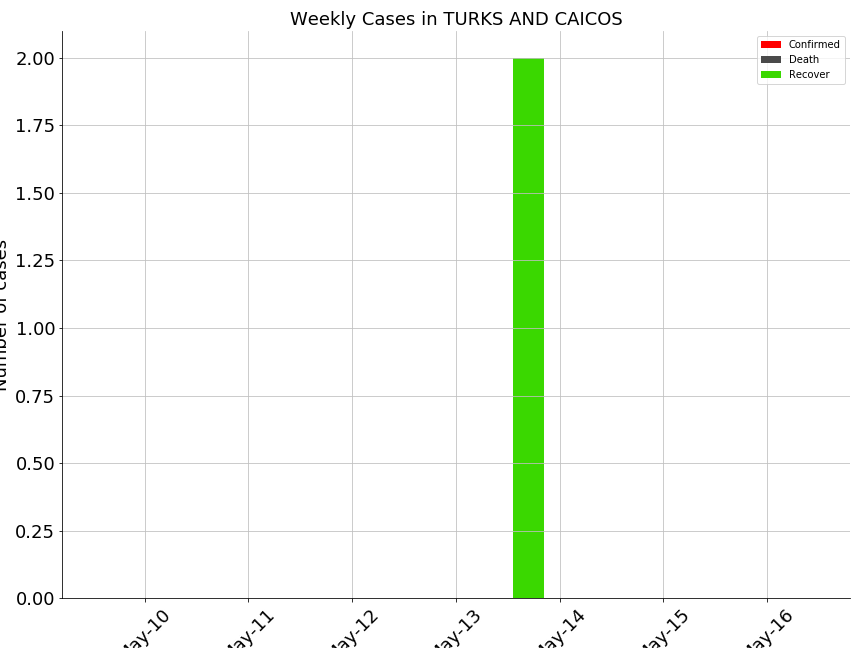 Weekly Cases in TURKS AND CAICOS
Confirmed
Death
Recover
2.00
1.75
1.50
1.25
1.00
0.75
0.50
0.25
0.00
Number of cases
May-10
May-11
May-12
May-13
May-14
May-15
May-16